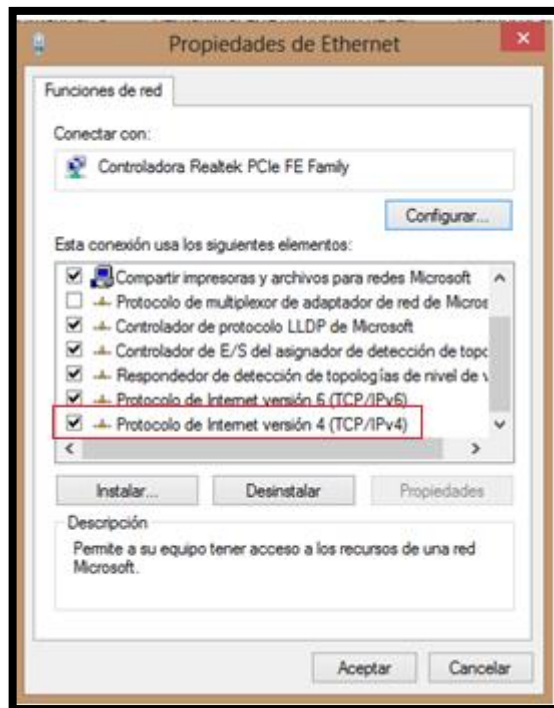 Propiedades de Ethernet
Funciones de red
Conectar con:
Controladora Realtek PCIe FE Family
Configurar...
Esta conexión usa los siguientes elementos:
Compartir impresoras y archivos para redes Microsoft
Protocolo de multiplexor de adaptador de red de Micros
Controlador de protocolo LLDP de Microsoft
Controlador de E/S del asignador de detección de topc
Respondedor de detección de topologías de nivel de v
Protocolo de Internet versión 6 (TCP/IPv6)
Protocolo de Internet versión 4 (TCP/IPv4)
Instalar...
Desinstalar
Propiedades
Descripción
Permite a su equipo tener acceso a los recursos de una red
Microsoft.
Aceptar
Cancelar